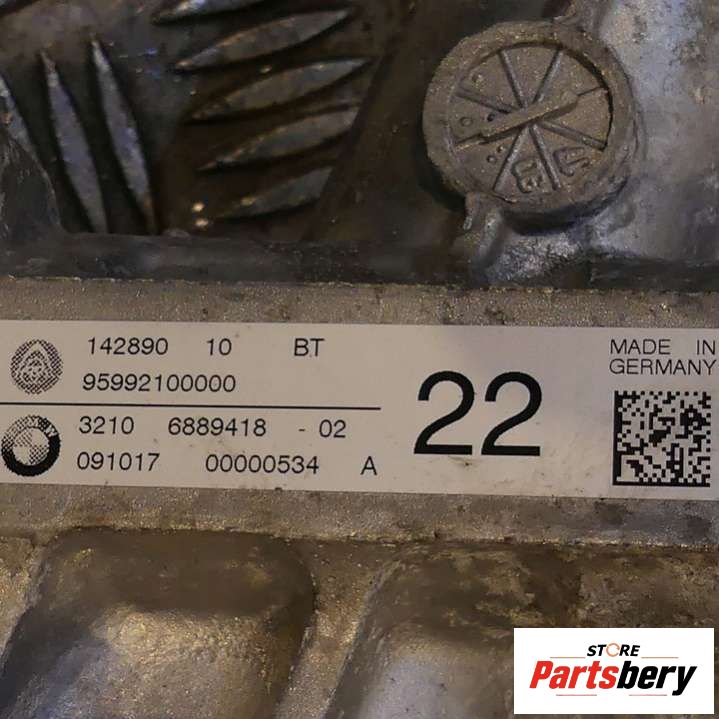 142890 10 BT
95992100000
3210 6889418 - 02
091017 00000534 A
22
MADE IN
GERMANY
STORE
Partsbery